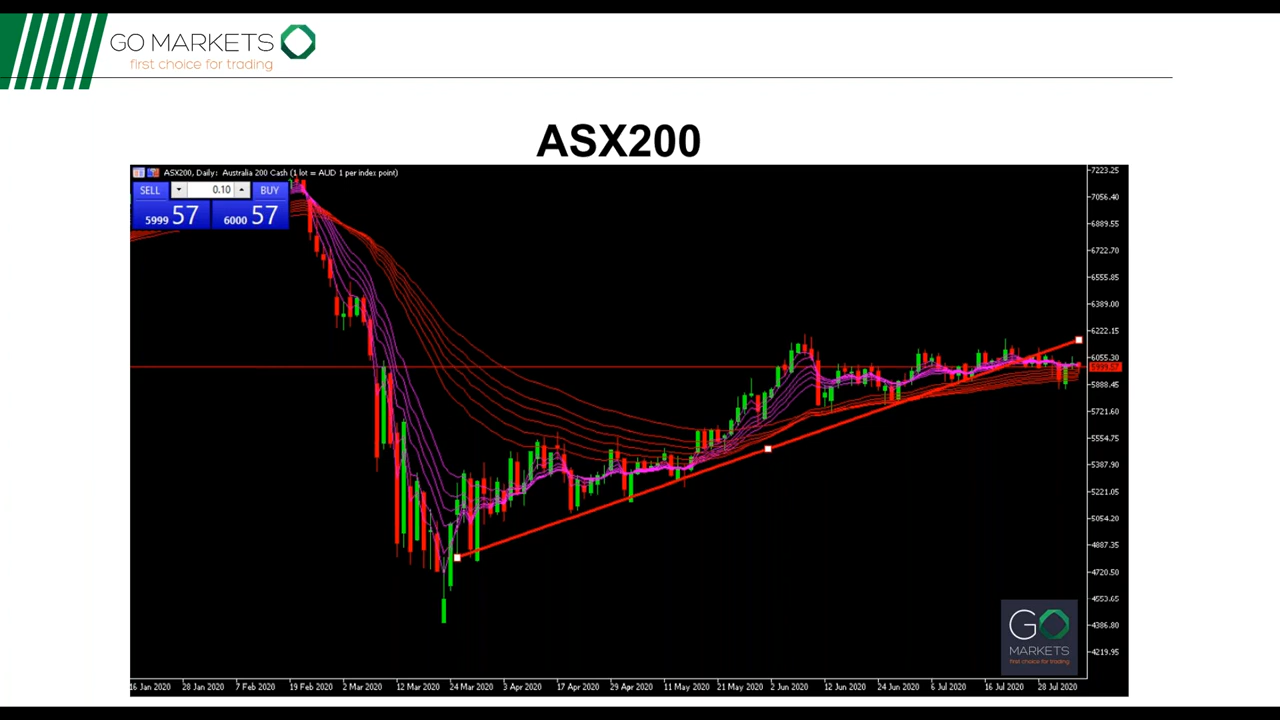 GO MARKETS
first choice for trading
ASX200
ASX200, Daily: Australia 200 Cash (1 lot = AUD 1 per index point)
SELL 0.10 BUY
5999 57 6000 57
7223.25
7056.40
6889.55
6722.70
6555.85
6389.00
6222.15
6055.30
5999.57
5888.45
5721.60
5554.75
5387.90
5221.05
5054.20
4887.35
4720.50
4553.65
4386.80
4219.95
GO
MARKETS
first choice for trading
16 Jan 2020 28 Jan 2020 7 Feb 2020 19 Feb 2020 2 Mar 2020 12 Mar 2020 24 Mar 2020 3 Apr 2020 17 Apr 2020 29 Apr 2020 11 May 2020 21 May 2020 2 Jun 2020 12 Jun 2020 24 Jun 2020 6 Jul 2020 16 Jul 2020 28 Jul 2020